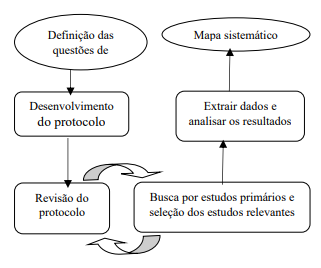 Definição das
questões de
Desenvolvimento
do protocolo
Revisão do
protocolo
Busca por estudos primários e
seleção dos estudos relevantes
Extrair dados e
analisar os resultados
Mapa sistemático